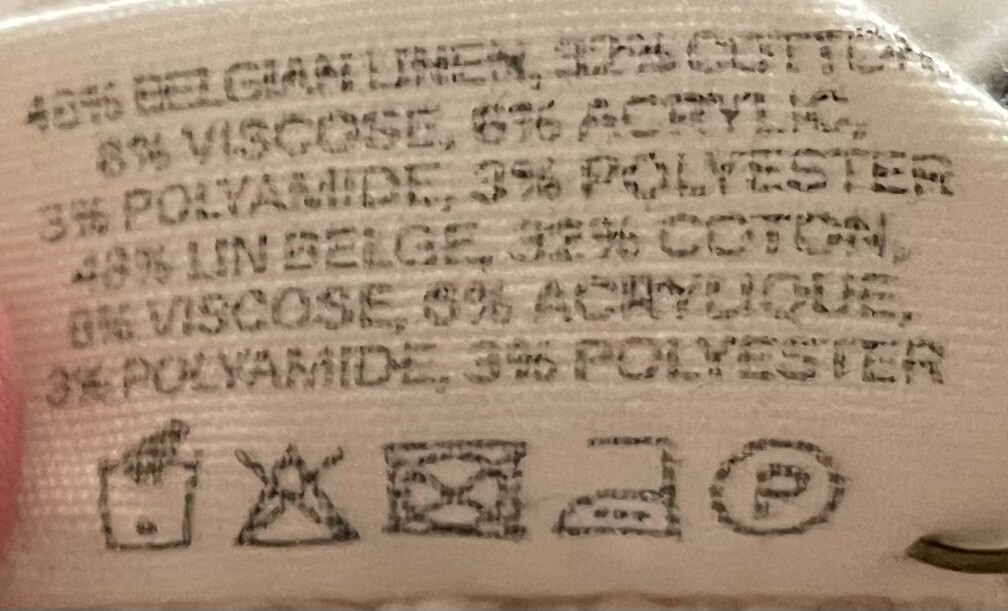 48% BELGIAN LINEN, 32% COTTON,
8% VISCOSE, 6% ACRYLIC,
3% POLYAMIDE, 3% POLYESTER
48% LIN BELGE, 32% COTON,
8% VISCOSE, 6% ACRYLIQUE,
3% POLYAMIDE, 3% POLYESTER
P